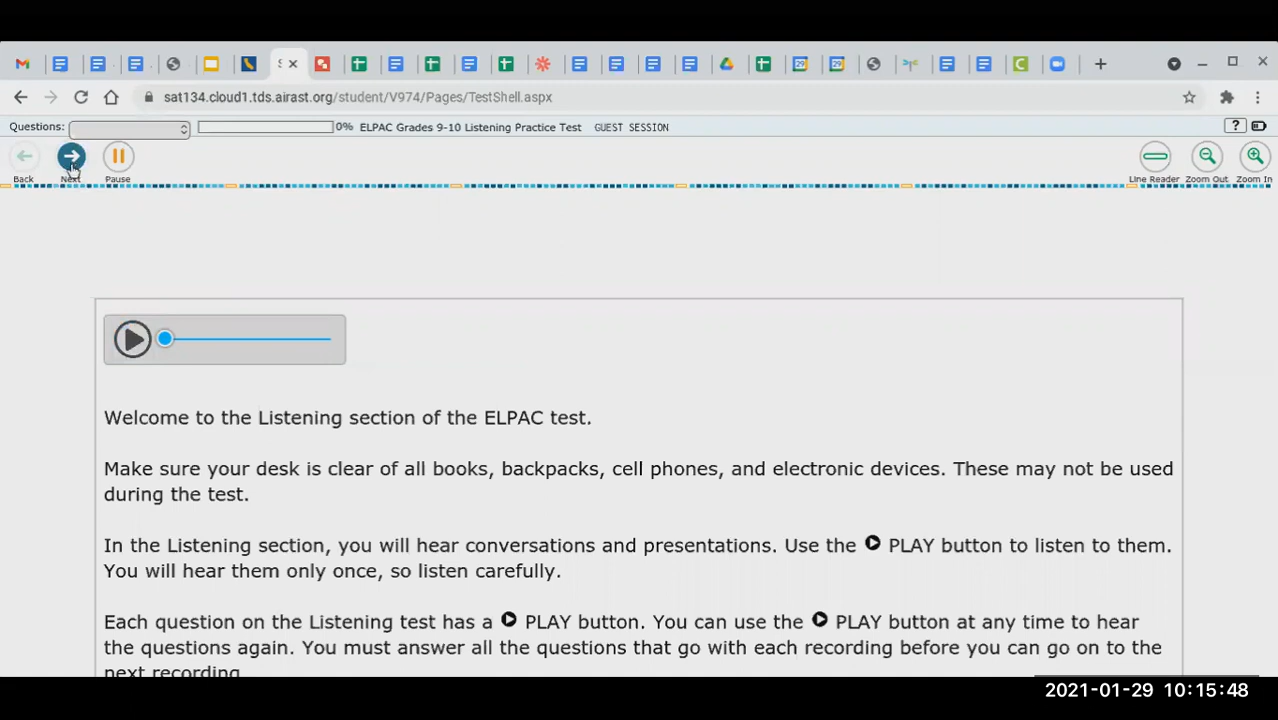 sat134.cloud1.tds.airast.org/student/V974/Pages/TestShell.aspx
Questions: 0% ELPAC Grades 9-10 Listening Practice Test GUEST SESSION ?
Back Next Pause Line Reader Zoom Out Zoom In
Welcome to the Listening section of the ELPAC test.
Make sure your desk is clear of all books, backpacks, cell phones, and electronic devices. These may not be used
during the test.
In the Listening section, you will hear conversations and presentations. Use the PLAY button to listen to them.
You will hear them only once, so listen carefully.
Each question on the Listening test has a PLAY button. You can use the PLAY button at any time to hear
the questions again. You must answer all the questions that go with each recording before you can go on to the
next recording.
2021-01-29 10:15:48